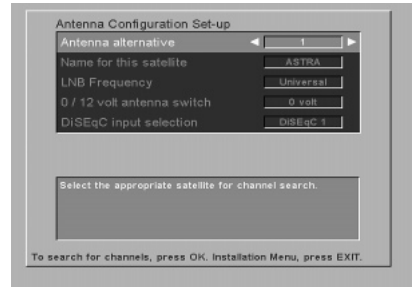 Antenna Configuration Set-up
Antenna alternative 1
Name for this satellite ASTRA
LNB Frequency Universal
0 / 12 volt antenna switch 0 volt
DiSEqC input selection DiSEqC 1
Select the appropriate satellite for channel search.
To search for channels, press OK. Installation Menu, press EXIT.